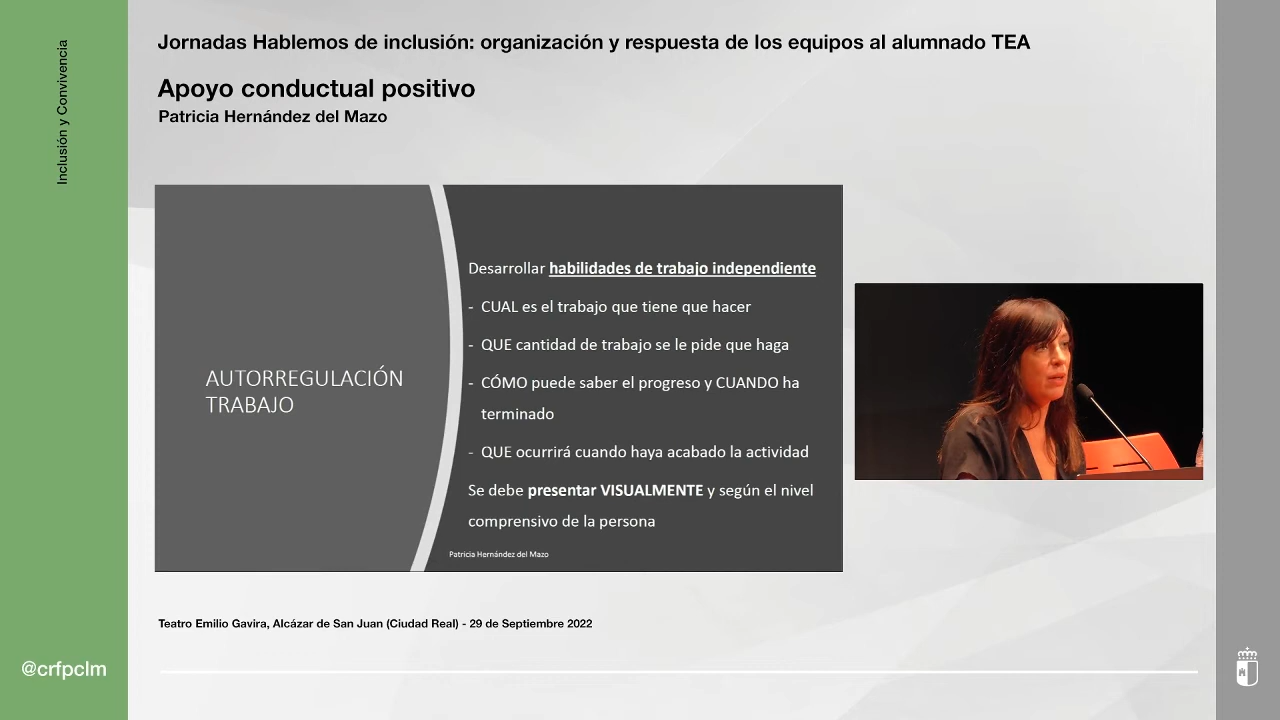 Inclusión y Convivencia
Jornadas Hablemos de inclusión: organización y respuesta de los equipos al alumnado TEA
Apoyo conductual positivo
Patricia Hernández del Mazo
AUTORREGULACIÓN
TRABAJO
Desarrollar habilidades de trabajo independiente
- CUAL es el trabajo que tiene que hacer
- QUE cantidad de trabajo se le pide que haga
- CÓMO puede saber el progreso y CUANDO ha
terminado
- QUE ocurrirá cuando haya acabado la actividad
Se debe presentar VISUALMENTE y según el nivel
comprensivo de la persona
Patricia Hernández del Mazo
Teatro Emilio Gavira, Alcázar de San Juan (Ciudad Real) - 29 de Septiembre 2022
@crfpclm